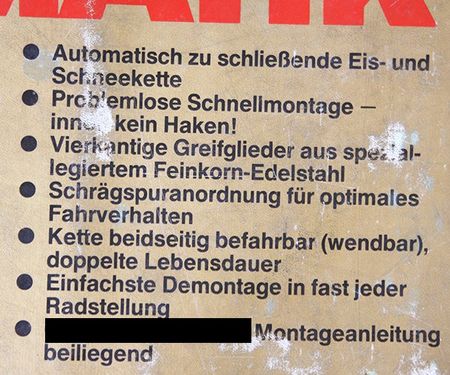 ● Automatisch zu schließende Eis- und
Schneekette
● Problemlose Schnellmontage –
innen kein Haken!
● Vierkantige Greifglieder aus spezial-
legiertem Feinkorn-Edelstahl
● Schrägspuranordnung für optimales
Fahrverhalten
● Kette beidseitig befahrbar (wendbar),
doppelte Lebensdauer
● Einfachste Demontage in fast jeder
Radstellung
● Montageanleitung
beiliegend